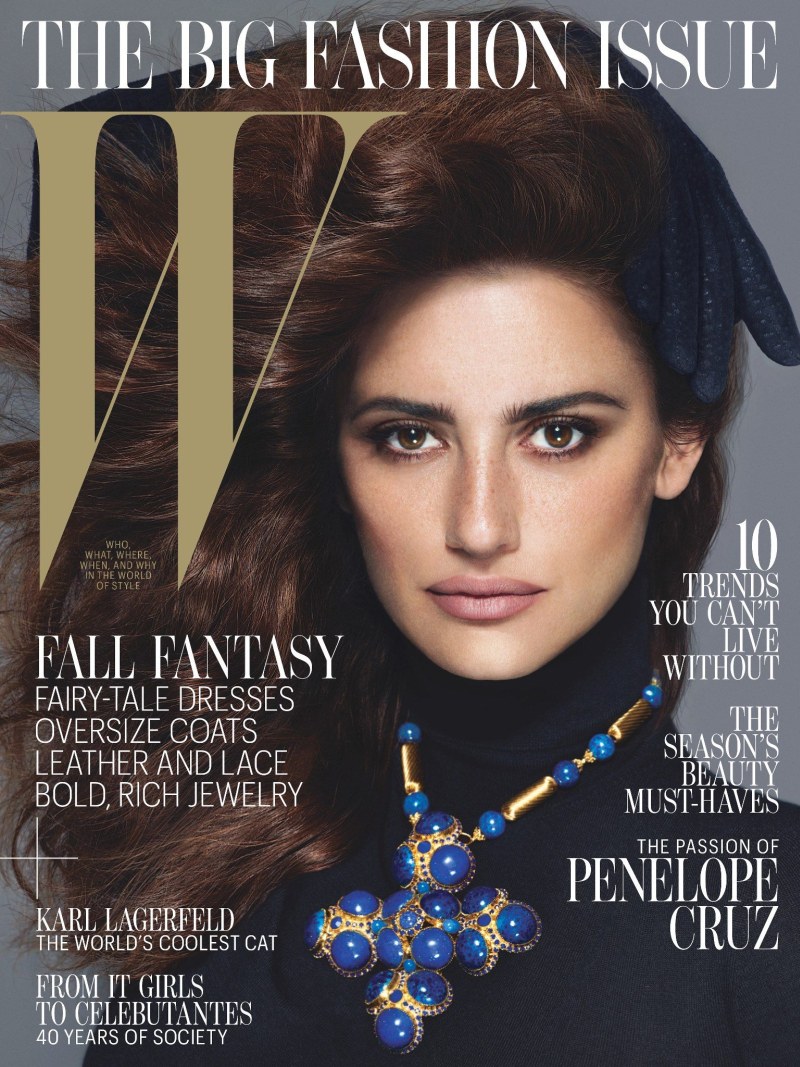 THE BIG FASHION ISSUE
W
WHO,
WHAT, WHERE,
WHEN, AND WHY
IN THE WORLD
OF STYLE
FALL FANTASY
FAIRY-TALE DRESSES
OVERSIZE COATS
LEATHER AND LACE
BOLD, RICH JEWELRY
KARL LAGERFELD
THE WORLD'S COOLEST CAT
FROM IT GIRLS
TO CELEBUTANTES
40 YEARS OF SOCIETY
10
TRENDS
YOU CAN'T
LIVE
WITHOUT
THE
SEASON'S
BEAUTY
MUST-HAVES
THE PASSION OF
PENELOPE
CRUZ